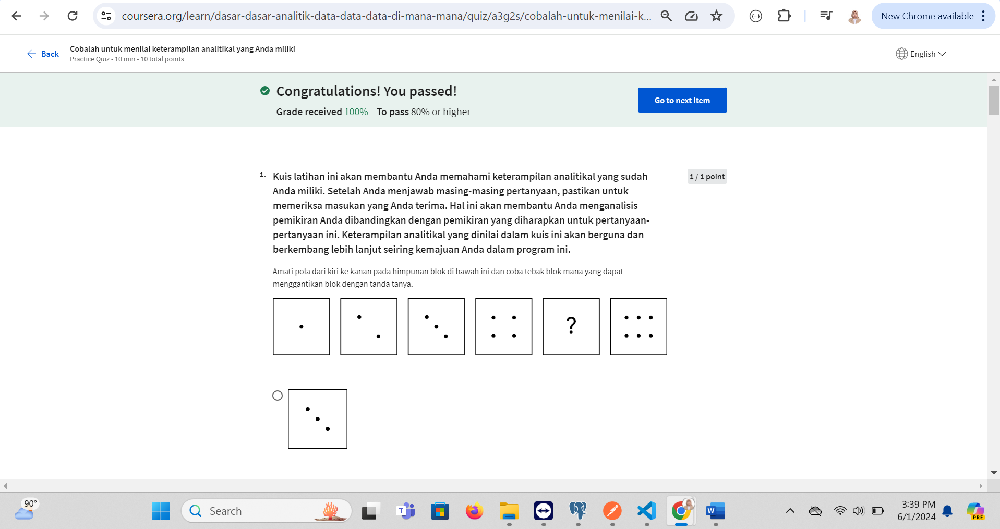 coursera.org/learn/dasar-dasar-analitik-data-data-data-di-mana-mana/quiz/a3g2s/cobalah-untuk-menilai-k...
New Chrome available
Back
Cobalah untuk menilai keterampilan analitikal yang Anda miliki
Practice Quiz • 10 min • 10 total points
English
Congratulations! You passed!
Grade received 100% To pass 80% or higher
Go to next item
1. Kuis latihan ini akan membantu Anda memahami keterampilan analitikal yang sudah
Anda miliki. Setelah Anda menjawab masing-masing pertanyaan, pastikan untuk
memeriksa masukan yang Anda terima. Hal ini akan membantu Anda menganalisis
pemikiran Anda dibandingkan dengan pemikiran yang diharapkan untuk pertanyaan-
pertanyaan ini. Keterampilan analitikal yang dinilai dalam kuis ini akan berguna dan
berkembang lebih lanjut seiring kemajuan Anda dalam program ini.
1 / 1 point
Amati pola dari kiri ke kanan pada himpunan blok di bawah ini dan coba tebak blok mana yang dapat
menggantikan blok dengan tanda tanya.
?
90°
Search
3:39 PM
6/1/2024
PRE